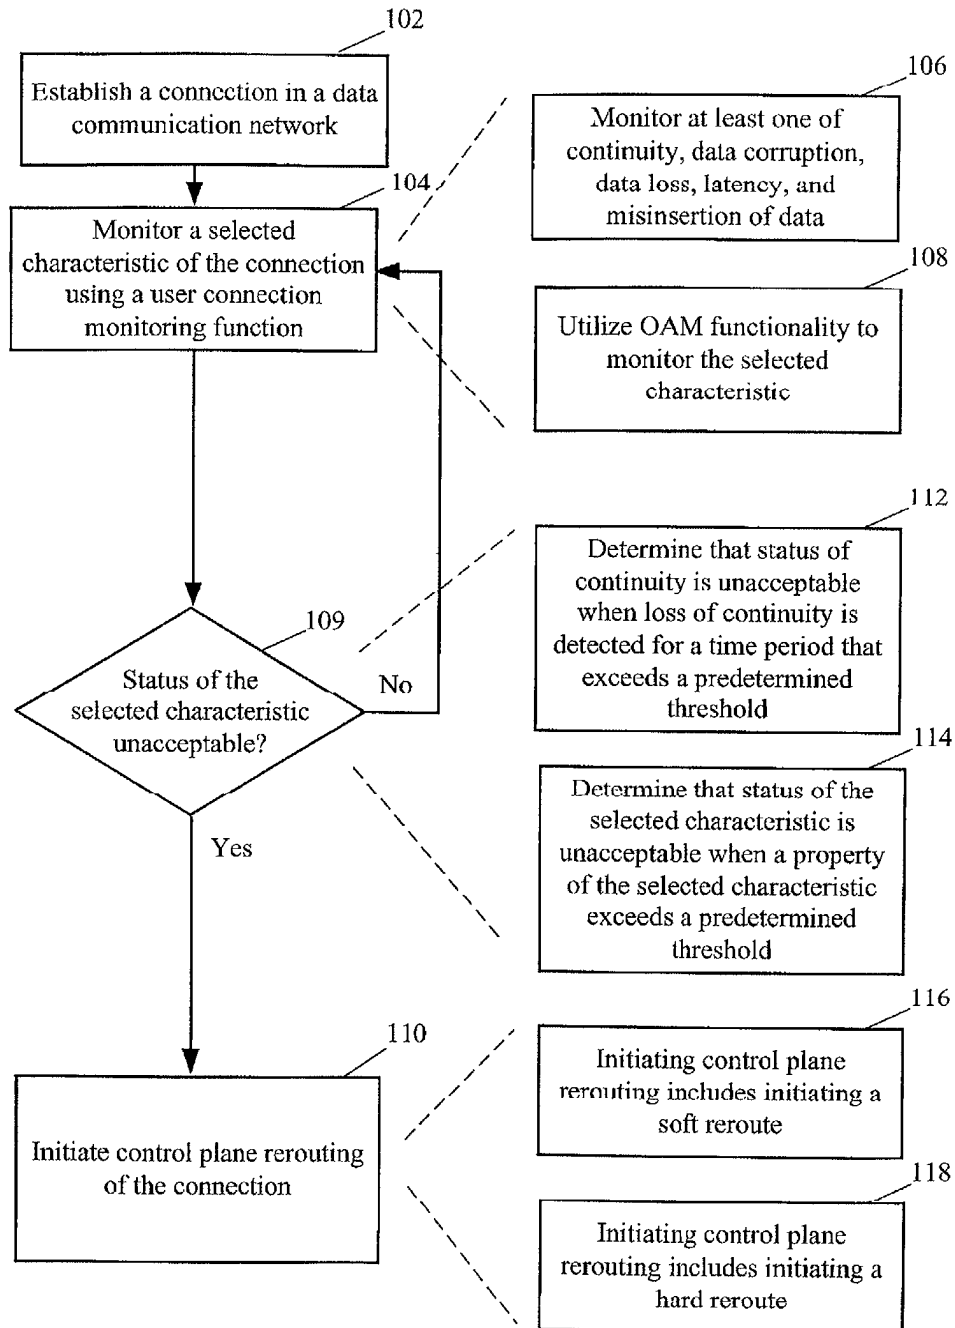 102
Establish a connection in a data
communication network
104
Monitor a selected
characteristic of the connection
using a user connection
monitoring function
106
Monitor at least one of
continuity, data corruption,
data loss, latency, and
misinsertion of data
108
Utilize OAM functionality to
monitor the selected
characteristic
109
Status of the
selected characteristic
unacceptable?
No
Yes
112
Determine that status of
continuity is unacceptable
when loss of continuity is
detected for a time period that
exceeds a predetermined
threshold
114
Determine that status of the
selected characteristic is
unacceptable when a property
of the selected characteristic
exceeds a predetermined
threshold
110
Initiate control plane rerouting
of the connection
116
Initiating control plane
rerouting includes initiating a
soft reroute
118
Initiating control plane
rerouting includes initiating a
hard reroute